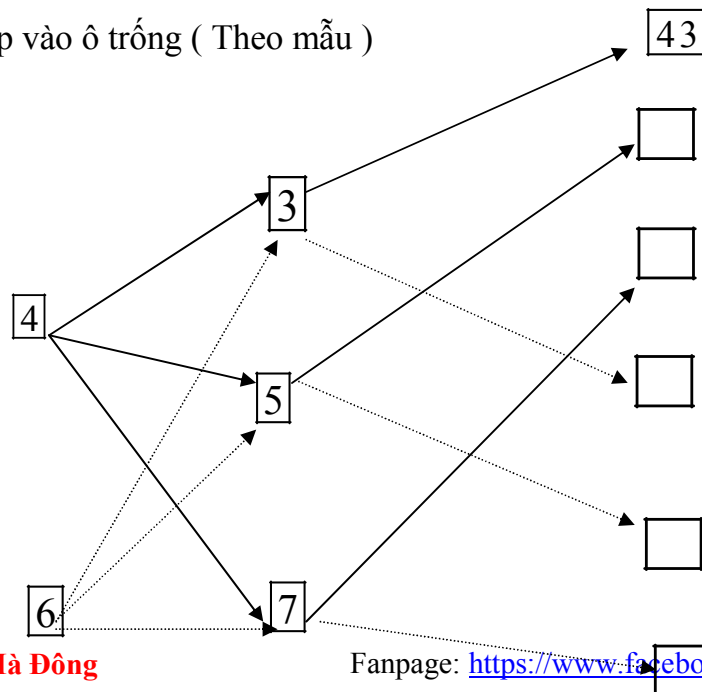 p vào ô trống ( Theo mẫu )
43
3
4
5
6
7
Hà Đông
Fanpage: https://www.facebo